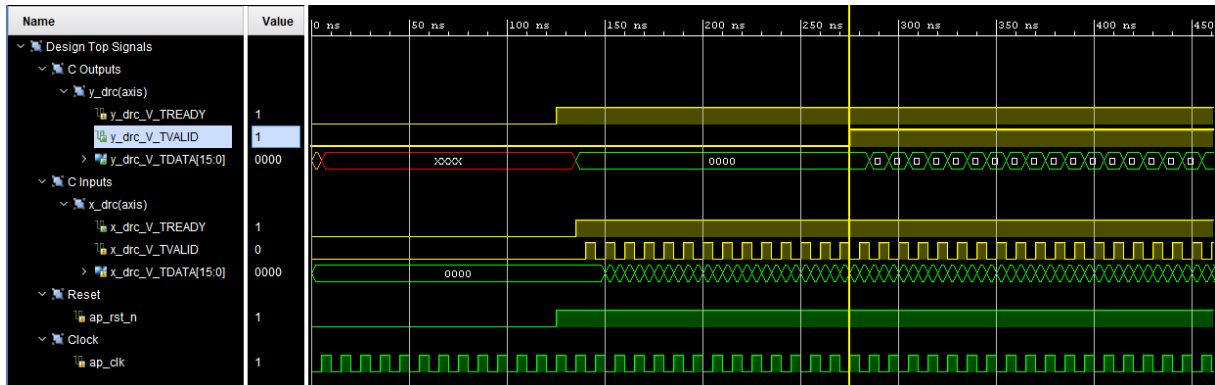 Name Value 0 ns 50 ns 100 ns 150 ns 200 ns 250 ns 300 ns 350 ns 400 ns 450
Design Top Signals
C Outputs
y_drc(axis)
y_drc_V_TREADY 1
y_drc_V_TVALID 1
y_drc_V_TDATA[15:0] 0000 XXXX 0000
C Inputs
x_drc(axis)
x_drc_V_TREADY 1
x_drc_V_TVALID 0
x_drc_V_TDATA[15:0] 0000 0000
Reset
ap_rst_n 1
Clock
ap_clk 1